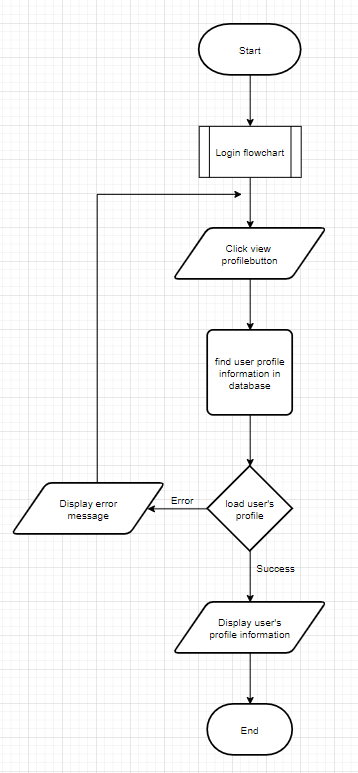 Start
Login flowchart
Click view
profilebutton
find user profile
information in
database
load user's
profile
Error
Display error
message
Success
Display user's
profile information
End